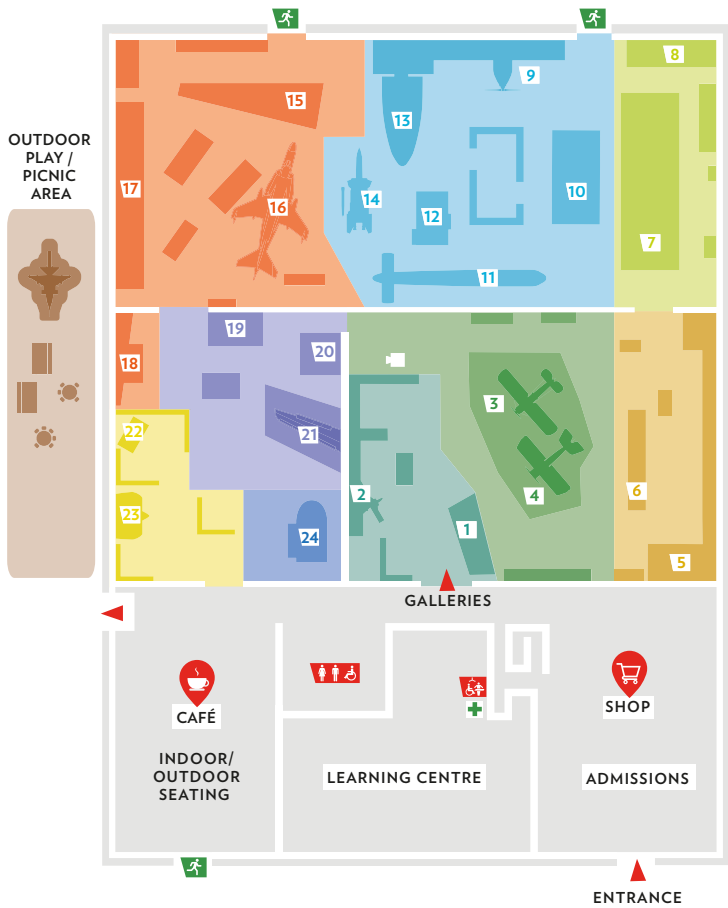 8
9
15
13
OUTDOOR
PLAY /
PICNIC
AREA
17
14
10
16
12
7
11
19
20
18
3
22
21
2
4
6
23
1
24
5
GALLERIES
CAFÉ
SHOP
INDOOR/
OUTDOOR
SEATING
LEARNING CENTRE
ADMISSIONS
ENTRANCE